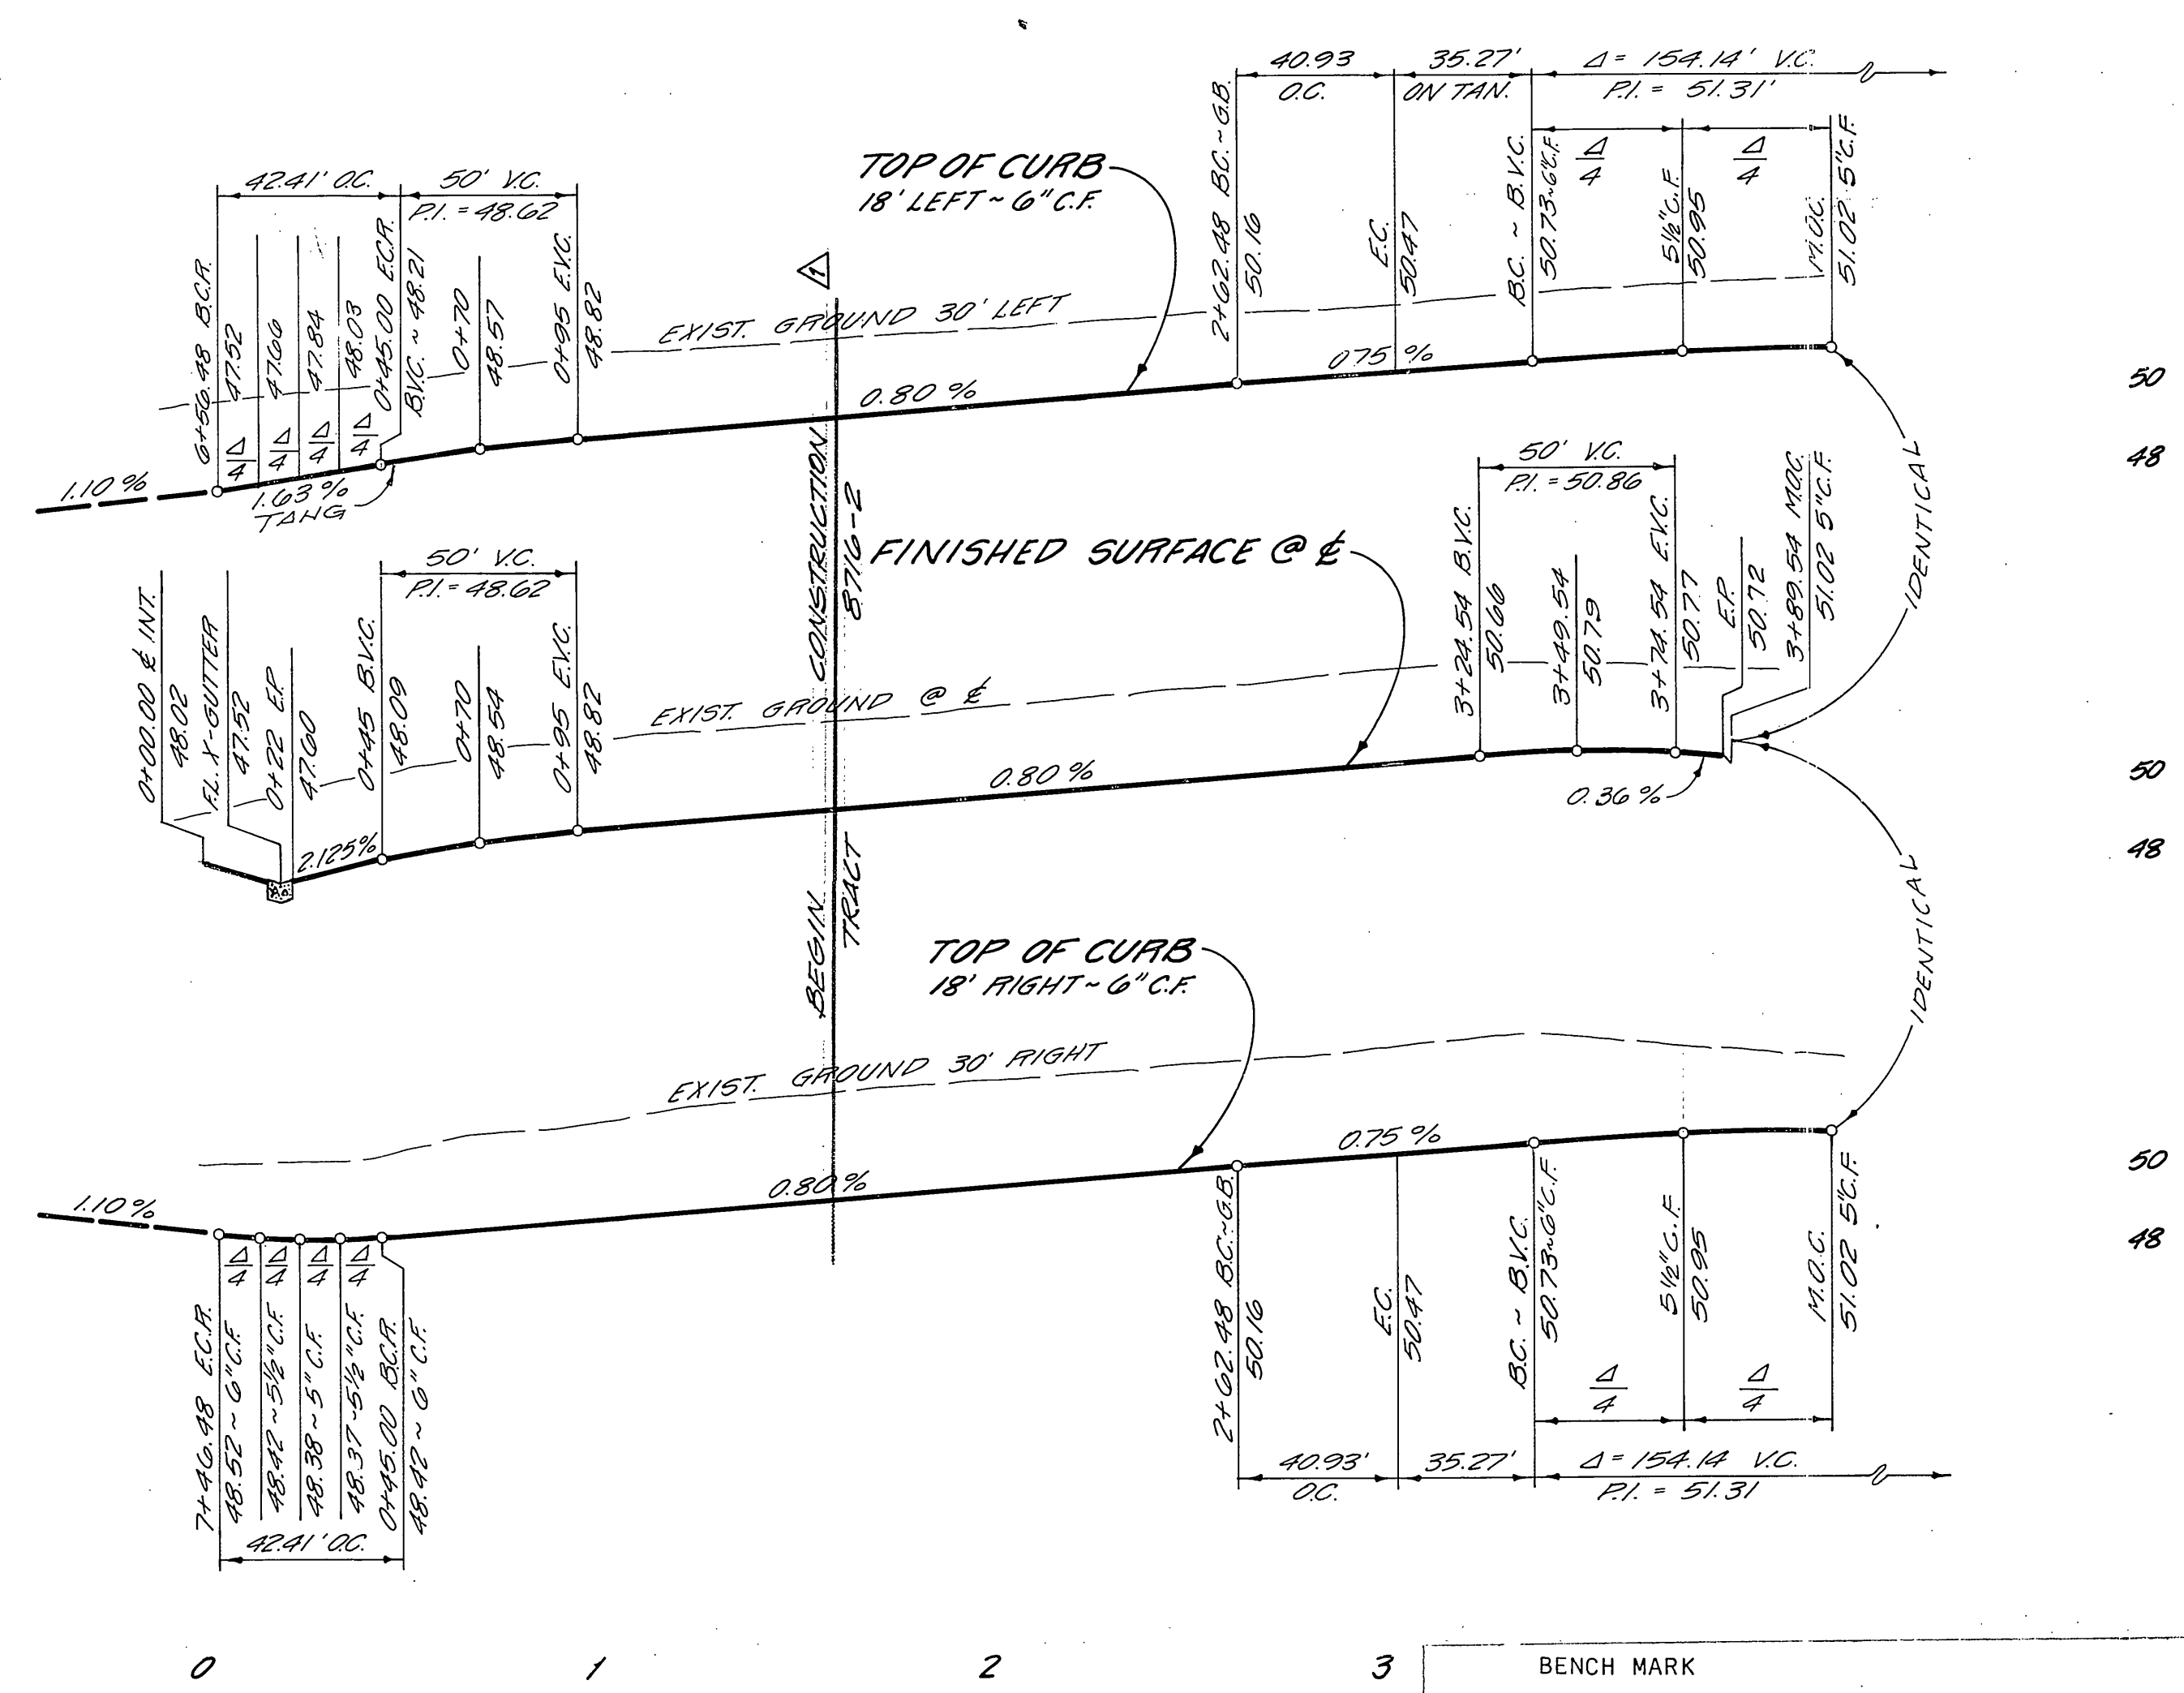 40.93
O.C.
35.27'
ON TAN.
Δ = 154.14' V.C.
P.I. = 51.31'
42.41' O.C.
50' V.C.
P.I. = 48.62
6+56.48 B.C.R.
47.52
47.66
47.84
48.03
0+45.00 E.C.R.
B.V.C. ~ 48.21
0+70
48.57
0+95 E.V.C.
48.82
Δ/4
Δ/4
Δ/4
Δ/4
1.10 %
1.63 %
TANG
TOP OF CURB
18' LEFT ~ 6" C.F.
1
EXIST. GROUND 30' LEFT
0.80 %
2+62.48 B.C. ~ G.B.
50.16
E.C.
50.47
0.75 %
B.C. ~ B.V.C.
50.73~6"C.F.
Δ/4
5½"C.F.
50.95
Δ/4
M.O.C.
51.02 5"C.F.
50
48
IDENTICAL
50' V.C.
P.I. = 48.62
0+00.00 ℄ INT.
48.02
F.L. X-GUTTER
47.52
0+22 E.P.
47.60
0+45 B.V.C.
48.09
0+70
48.54
0+95 E.V.C.
48.82
2.125%
BEGIN CONSTRUCTION
TRACT 8716-2
FINISHED SURFACE @ ℄
EXIST. GROUND @ ℄
0.80 %
50' V.C.
P.I. = 50.86
3+24.54 B.V.C.
50.66
3+49.54
50.79
3+74.54 E.V.C.
50.77
E.P.
50.72
3+89.54 M.O.C.
51.02 5"C.F.
0.36 %
50
48
IDENTICAL
TOP OF CURB
18' RIGHT ~ 6" C.F.
EXIST. GROUND 30' RIGHT
1.10 %
0.80 %
0.75 %
50
48
Δ/4
Δ/4
Δ/4
Δ/4
7+46.48 E.C.R.
48.52 ~ 6"C.F.
48.42 ~ 5½"C.F.
48.38 ~ 5" C.F.
48.37 ~ 5½"C.F.
0+45.00 B.C.R.
48.42 ~ 6" C.F.
42.41' O.C.
2+62.48 B.C.~G.B.
50.16
E.C.
50.47
B.C. ~ B.V.C.
50.73~6"C.F.
5½"C.F.
50.95
M.O.C.
51.02 5"C.F.
Δ/4
Δ/4
40.93'
O.C.
35.27'
Δ = 154.14 V.C.
P.I. = 51.31
0
1
2
3
BENCH MARK